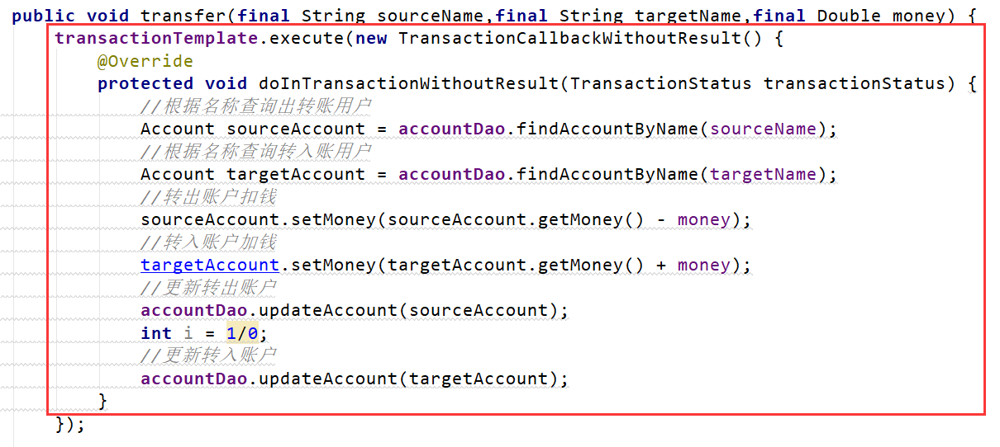 public void transfer(final String sourceName,final String targetName,final Double money) {
transactionTemplate.execute(new TransactionCallbackWithoutResult() {
@Override
protected void doInTransactionWithoutResult(TransactionStatus transactionStatus) {
//根据名称查询出转账用户
Account sourceAccount = accountDao.findAccountByName(sourceName);
//根据名称查询转入账用户
Account targetAccount = accountDao.findAccountByName(targetName);
//转出账户扣钱
sourceAccount.setMoney(sourceAccount.getMoney() - money);
//转入账户加钱
targetAccount.setMoney(targetAccount.getMoney() + money);
//更新转出账户
accountDao.updateAccount(sourceAccount);
int i = 1/0;
//更新转入账户
accountDao.updateAccount(targetAccount);
}
});